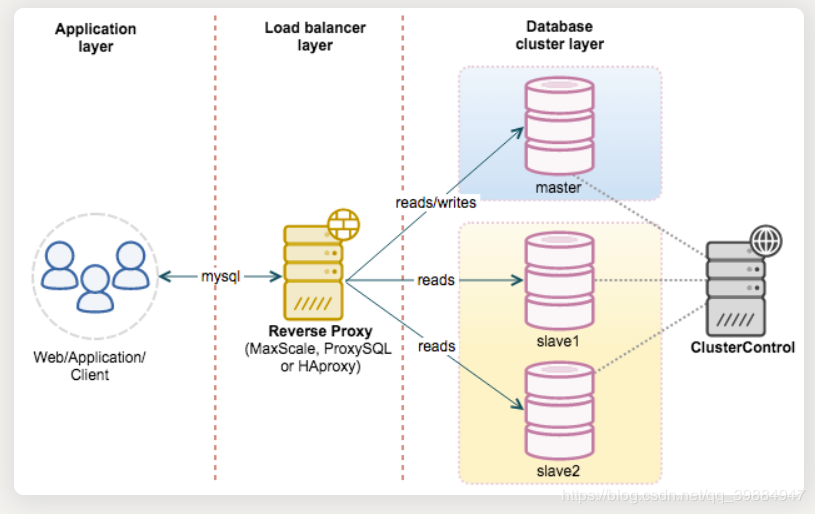 Application
layer
Load balancer
layer
Database
cluster layer
master
reads/writes
mysql
reads
slave1
Reverse Proxy
(MaxScale, ProxySQL
or HAproxy)
Web/Application/
Client
reads
ClusterControl
slave2
https://blog.csdn.net/qq_39884947